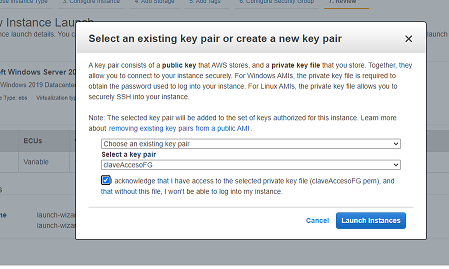 ose Instance Type 3. Configure Instance 4. Add Storage 5. Add Tags 6. Configure Security Group 7. Review
y Instance Launch
ance launch details. You c
launch
Select an existing key pair or create a new key pair ×
A key pair consists of a public key that AWS stores, and a private key file that you store. Together, they
allow you to connect to your instance securely. For Windows AMIs, the private key file is required to
obtain the password used to log into your instance. For Linux AMIs, the private key file allows you to
securely SSH into your instance.
Note: The selected key pair will be added to the set of keys authorized for this instance. Learn more
about removing existing key pairs from a public AMI.
Choose an existing key pair
Select a key pair
claveAccesoFG
acknowledge that I have access to the selected private key file (claveAccesoFG.pem), and
that without this file, I won't be able to log into my instance.
Cancel Launch Instances
oft Windows Server 20
Windows 2019 Datacenter
Type: ebs Virtualization typ
ECUs
Variable
S
me launch-wiza
launch-wiza